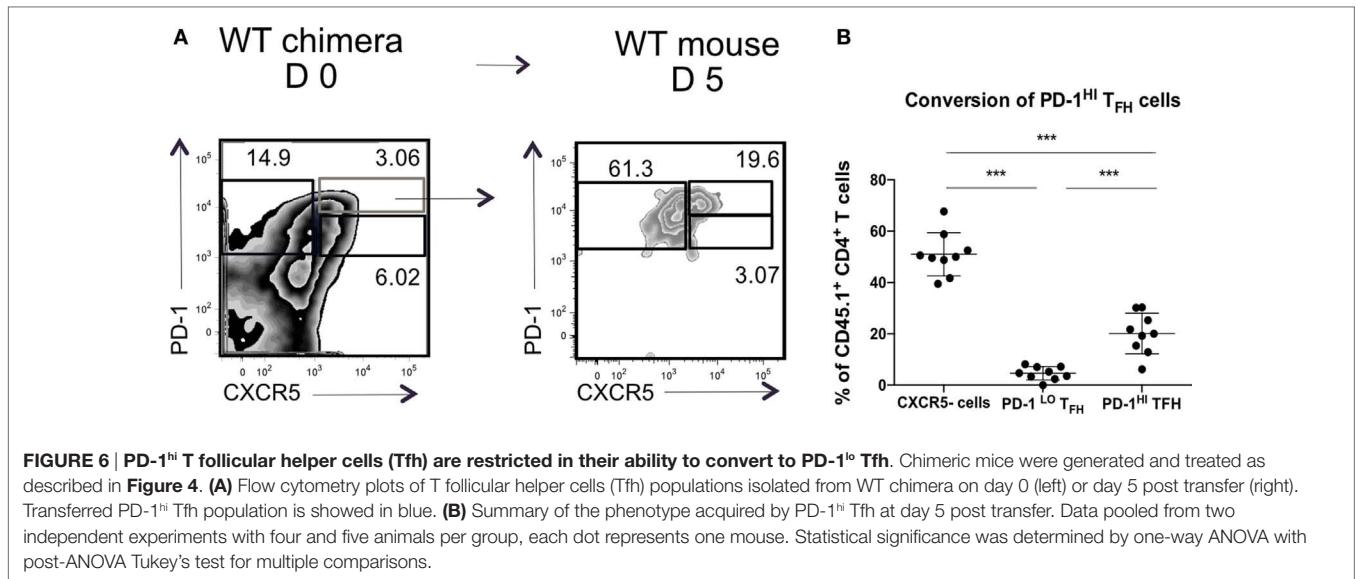 A
WT chimera
D 0
WT mouse
D 5
B
Conversion of PD-1HI TFH cells
14.9
3.06
6.02
PD-1
10⁵
10⁴
10³
10²
0
0
10²
10³
10⁴
10⁵
CXCR5
61.3
19.6
3.07
PD-1
10⁵
10⁴
10³
10²
0
0
10²
10³
10⁴
10⁵
CXCR5
***
***
***
% of CD45.1⁺ CD4⁺ T cells
80
60
40
20
0
CXCR5- cells
PD-1 LO TFH
PD-1HI TFH
FIGURE 6 | PD-1hi T follicular helper cells (Tfh) are restricted in their ability to convert to PD-1lo Tfh. Chimeric mice were generated and treated as
described in Figure 4. (A) Flow cytometry plots of T follicular helper cells (Tfh) populations isolated from WT chimera on day 0 (left) or day 5 post transfer (right).
Transferred PD-1hi Tfh population is showed in blue. (B) Summary of the phenotype acquired by PD-1hi Tfh at day 5 post transfer. Data pooled from two
independent experiments with four and five animals per group, each dot represents one mouse. Statistical significance was determined by one-way ANOVA with
post-ANOVA Tukey's test for multiple comparisons.